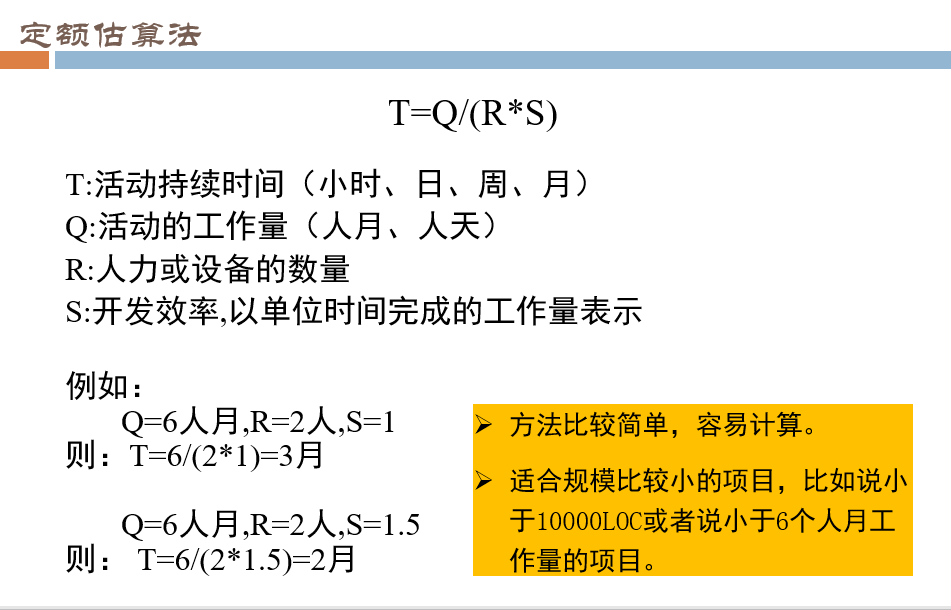 定额估算法
T=Q/(R*S)
T:活动持续时间（小时、日、周、月）
Q:活动的工作量（人月、人天）
R:人力或设备的数量
S:开发效率,以单位时间完成的工作量表示
例如：
Q=6人月,R=2人,S=1
则：T=6/(2*1)=3月
Q=6人月,R=2人,S=1.5
则： T=6/(2*1.5)=2月
➢ 方法比较简单，容易计算。
➢ 适合规模比较小的项目，比如说小
于10000LOC或者说小于6个人月工
作量的项目。